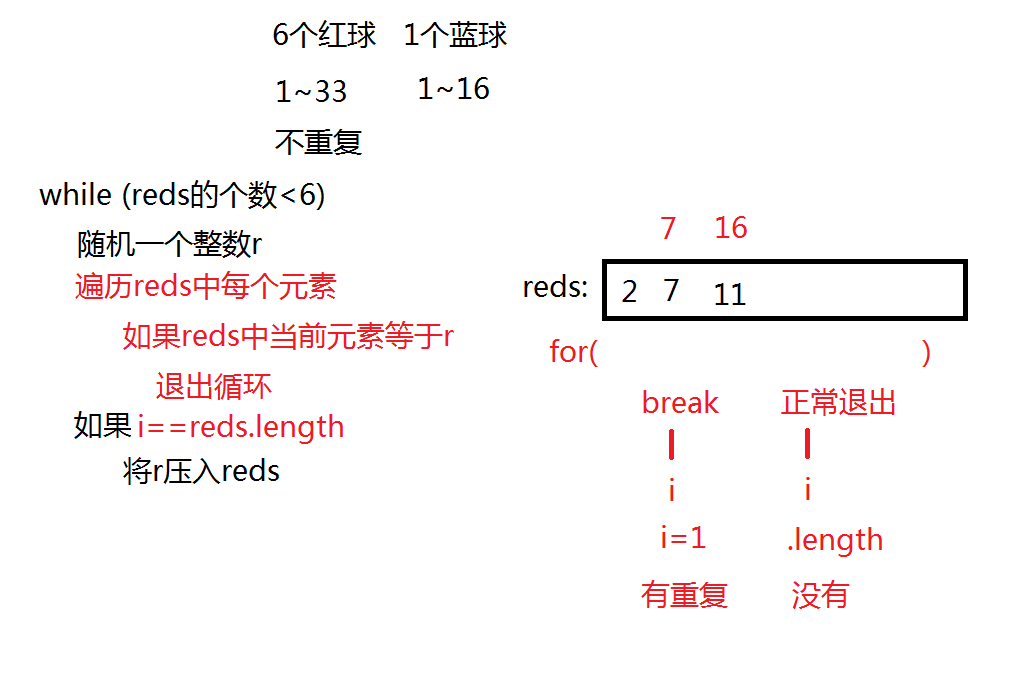 6个红球 1个蓝球
1~33 1~16
不重复
while (reds的个数<6)
随机一个整数r
遍历reds中每个元素
如果reds中当前元素等于r
退出循环
如果i==reds.length
将r压入reds
7 16
reds: 2 7 11
for( )
break 正常退出
i i
i=1 .length
有重复 没有